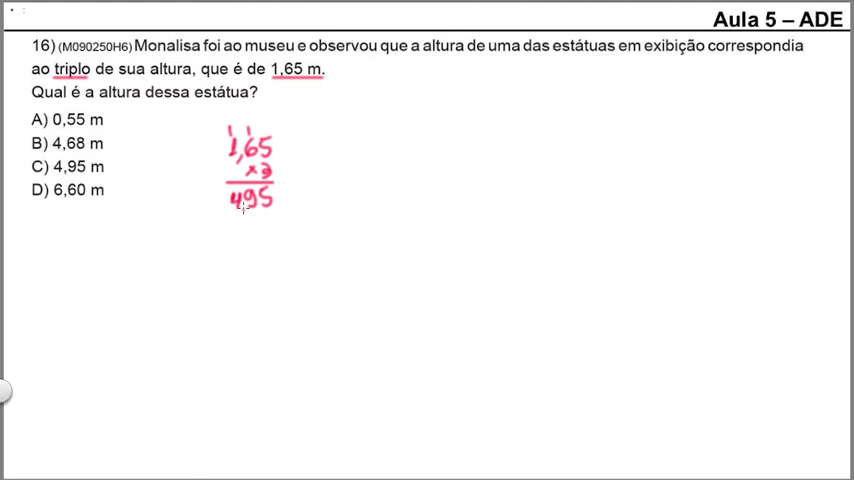 Aula 5 – ADE
16) (M090250H6) Monalisa foi ao museu e observou que a altura de uma das estátuas em exibição correspondia
ao triplo de sua altura, que é de 1,65 m.
Qual é a altura dessa estátua?
A) 0,55 m
B) 4,68 m
C) 4,95 m
D) 6,60 m
1 1
1,65
x3
495